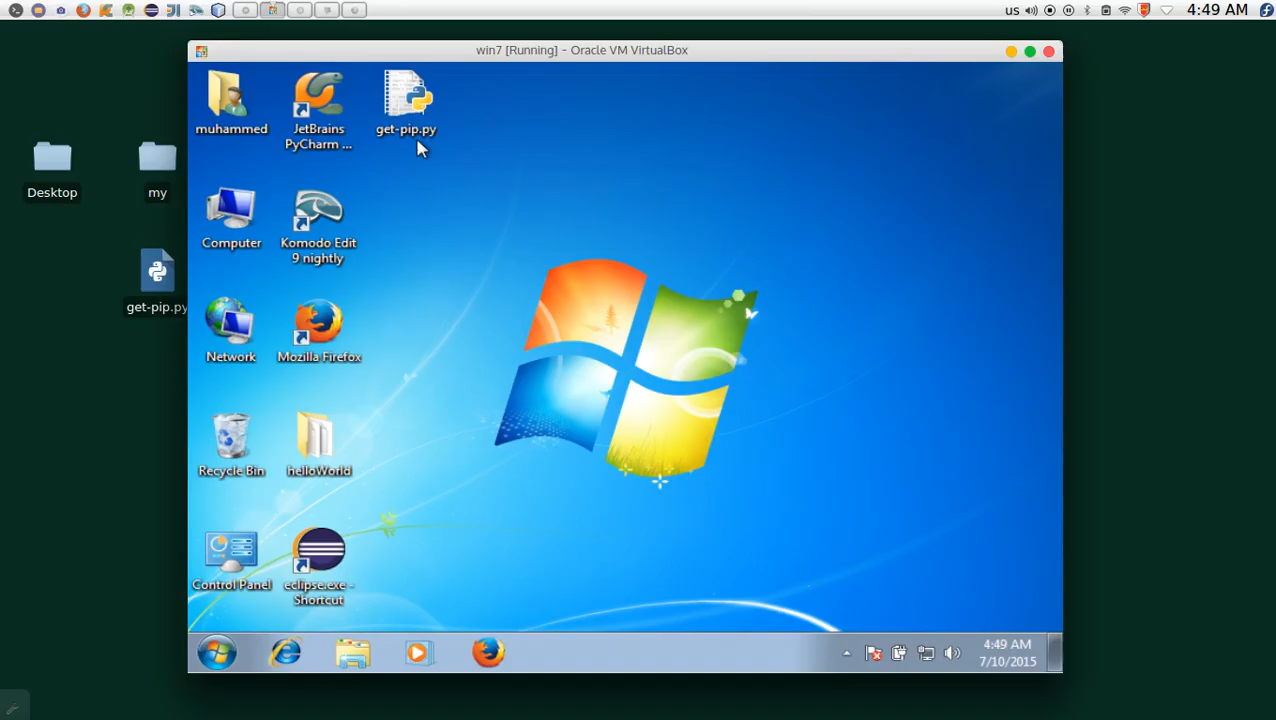 us
4:49 AM
win7 [Running] - Oracle VM VirtualBox
muhammed
JetBrains
PyCharm ...
get-pip.py
Desktop
my
Computer
Komodo Edit
9 nightly
get-pip.py
Network
Mozilla Firefox
Recycle Bin
helloWorld
Control Panel
eclipse.exe -
Shortcut
4:49 AM
7/10/2015